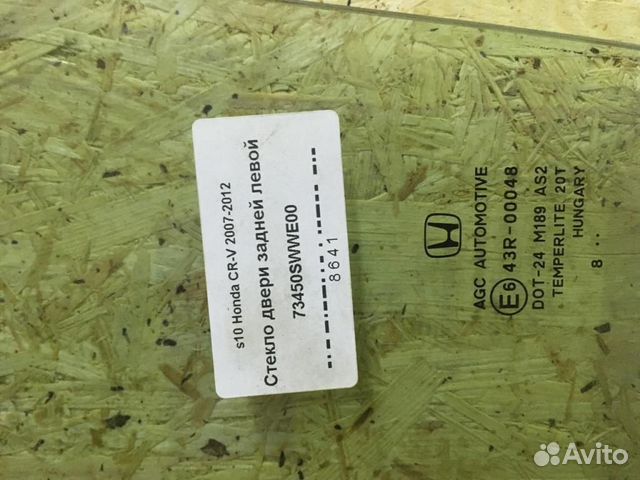 s10 Honda CR-V 2007-2012
Стекло двери задней левой
73450SWWE00
8641
AGC AUTOMOTIVE
E6 43R-00048
DOT-24 M189 AS2
TEMPERLITE 20T
HUNGARY
8 ..
Avito